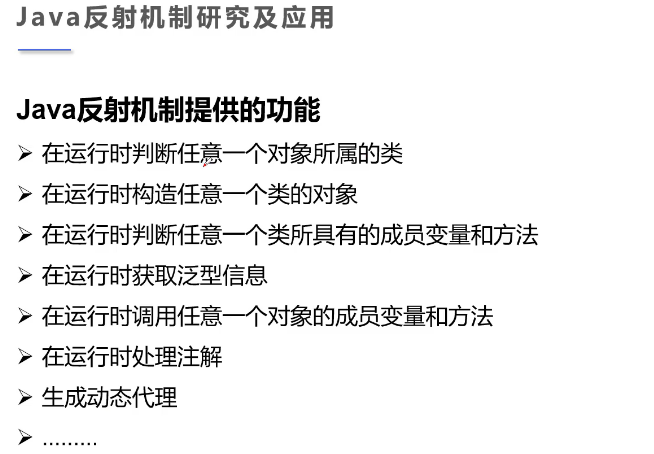 Java反射机制研究及应用
Java反射机制提供的功能
➢ 在运行时判断任意一个对象所属的类
➢ 在运行时构造任意一个类的对象
➢ 在运行时判断任意一个类所具有的成员变量和方法
➢ 在运行时获取泛型信息
➢ 在运行时调用任意一个对象的成员变量和方法
➢ 在运行时处理注解
➢ 生成动态代理
➢ ………